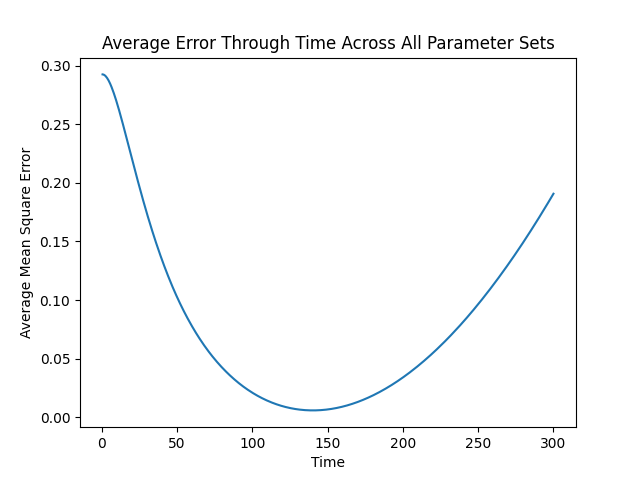 Average Error Through Time Across All Parameter Sets
0.30
0.25
0.20
0.15
0.10
0.05
0.00
Average Mean Square Error
0 50 100 150 200 250 300
Time